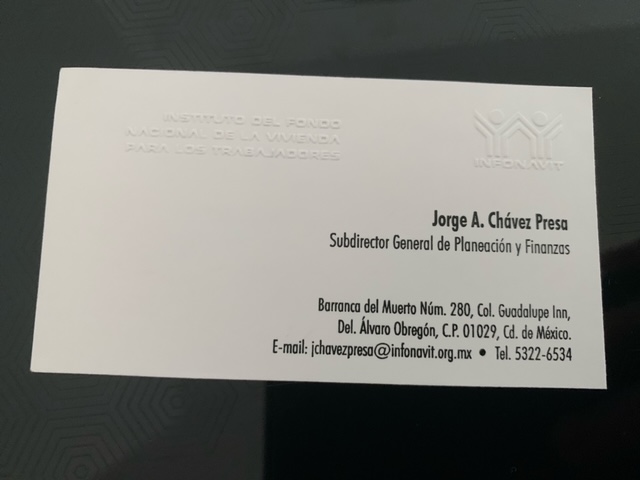 INSTITUTO DEL FONDO
NACIONAL DE LA VIVIENDA
PARA LOS TRABAJADORES
INFONAVIT
Jorge A. Chávez Presa
Subdirector General de Planeación y Finanzas
Barranca del Muerto Núm. 280, Col. Guadalupe Inn,
Del. Álvaro Obregón, C.P. 01029, Cd. de México.
E-mail: jchavezpresa@infonavit.org.mx • Tel. 5322-6534